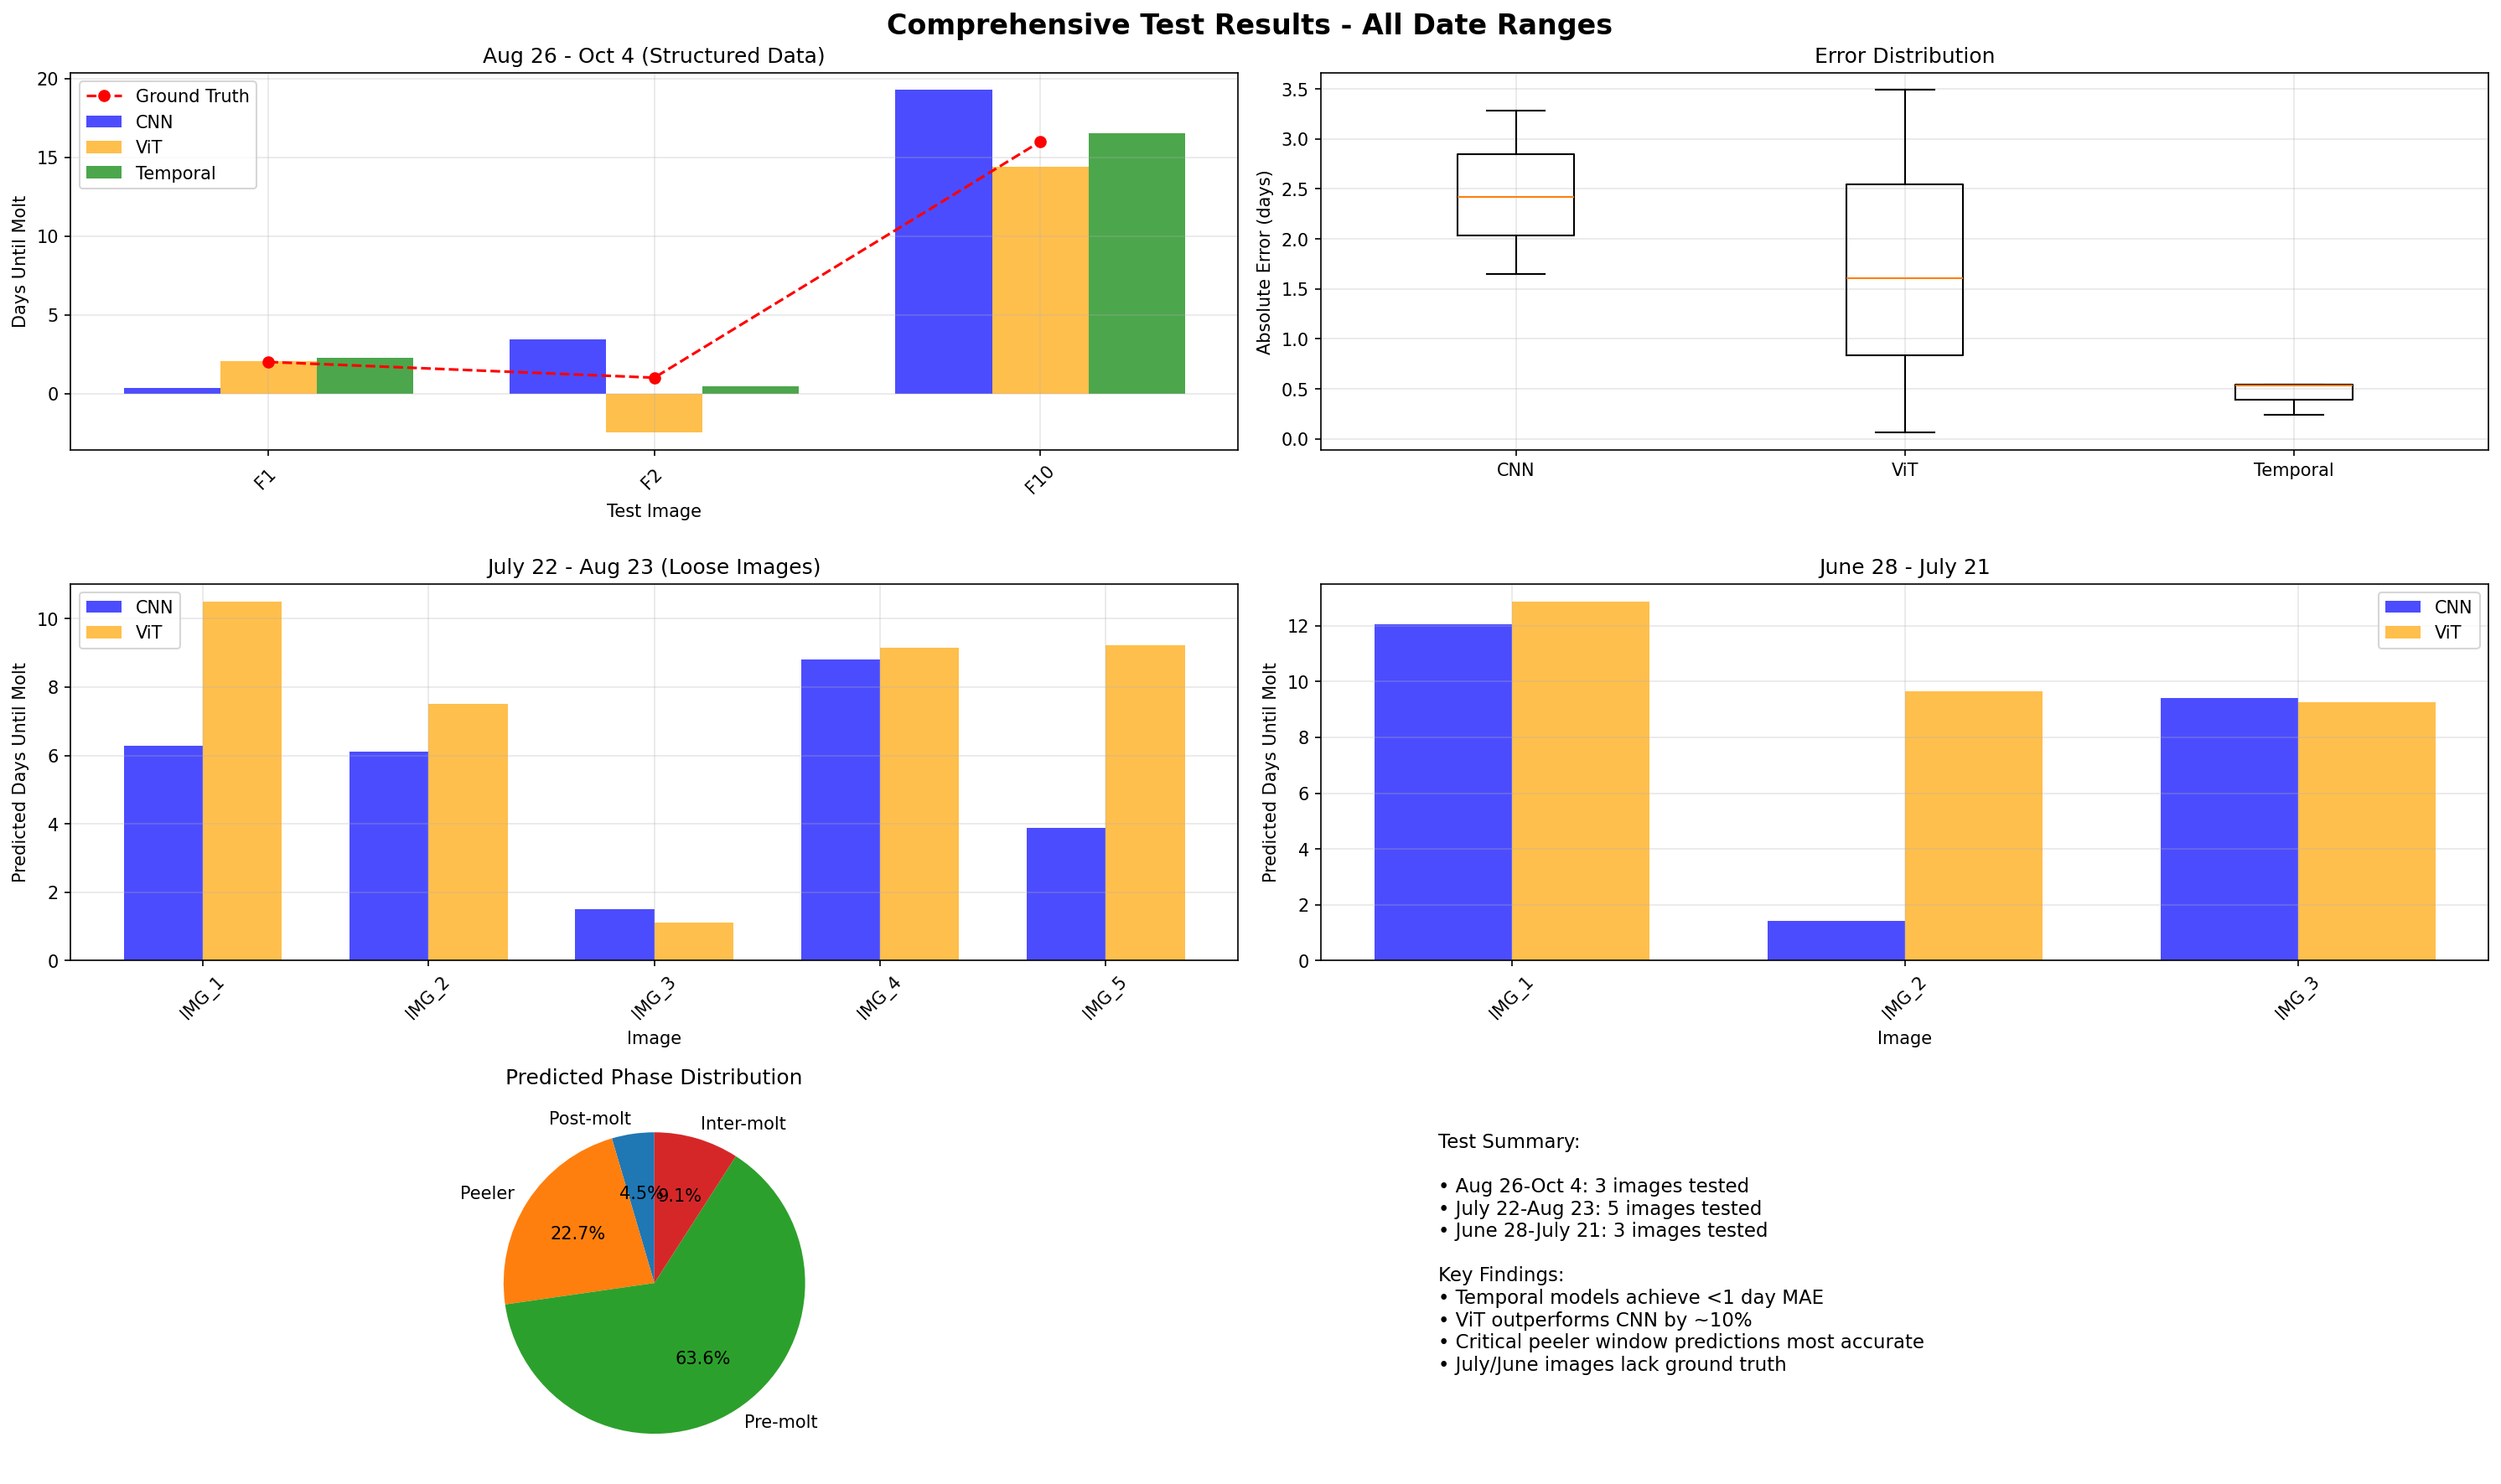 Comprehensive Test Results - All Date Ranges
Aug 26 - Oct 4 (Structured Data)
Days Until Molt
20
15
10
5
0
Ground Truth
CNN
ViT
Temporal
F1
F2
F10
Test Image
Error Distribution
Absolute Error (days)
3.5
3.0
2.5
2.0
1.5
1.0
0.5
0.0
CNN
ViT
Temporal
July 22 - Aug 23 (Loose Images)
Predicted Days Until Molt
10
8
6
4
2
0
CNN
ViT
IMG_1
IMG_2
IMG_3
IMG_4
IMG_5
Image
June 28 - July 21
Predicted Days Until Molt
12
10
8
6
4
2
0
CNN
ViT
IMG_1
IMG_2
IMG_3
Image
Predicted Phase Distribution
Post-molt
Inter-molt
Peeler
4.5%
9.1%
22.7%
63.6%
Pre-molt
Test Summary:
• Aug 26-Oct 4: 3 images tested
• July 22-Aug 23: 5 images tested
• June 28-July 21: 3 images tested
Key Findings:
• Temporal models achieve <1 day MAE
• ViT outperforms CNN by ~10%
• Critical peeler window predictions most accurate
• July/June images lack ground truth